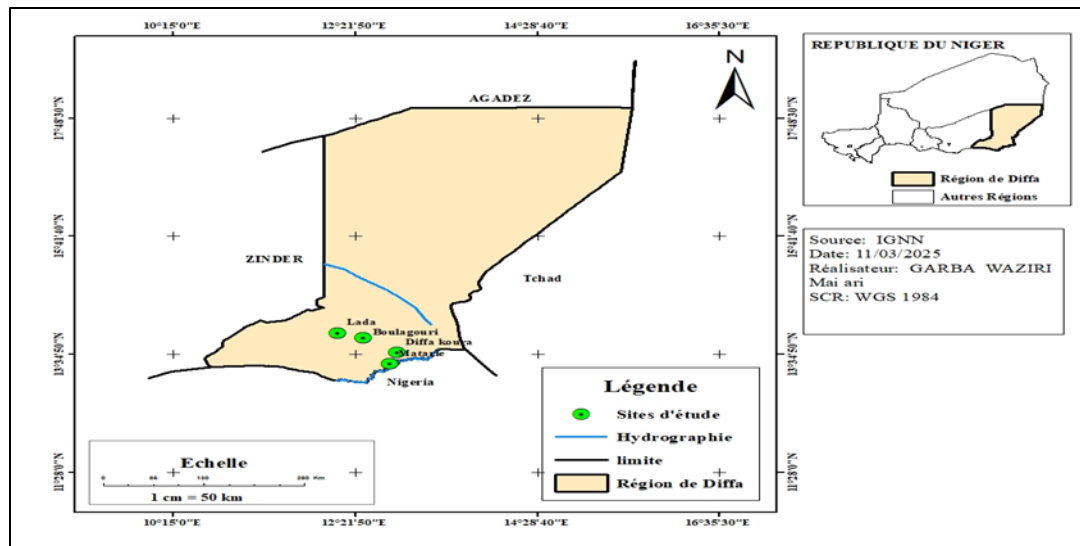 10°15'0"E 12°21'50"E 14°28'40"E 16°35'30"E
17°48'30"N
15°41'40"N
13°34'50"N
11°28'0"N
N
AGADEZ
ZINDER
Tchad
Lada
Boulagouri
Diffa koura
Matarie
Nigeria
Légende
Sites d'étude
Hydrographie
limite
Région de Diffa
Echelle
0 50 100 200 Km
1 cm = 50 km
10°15'0"E 12°21'50"E 14°28'40"E 16°35'30"E
17°48'30"N
15°41'40"N
13°34'50"N
11°28'0"N
REPUBLIQUE DU NIGER
Région de Diffa
Autres Régions
Source: IGNN
Date: 11/03/2025
Réalisateur: GARBA WAZIRI
Mai ari
SCR: WGS 1984